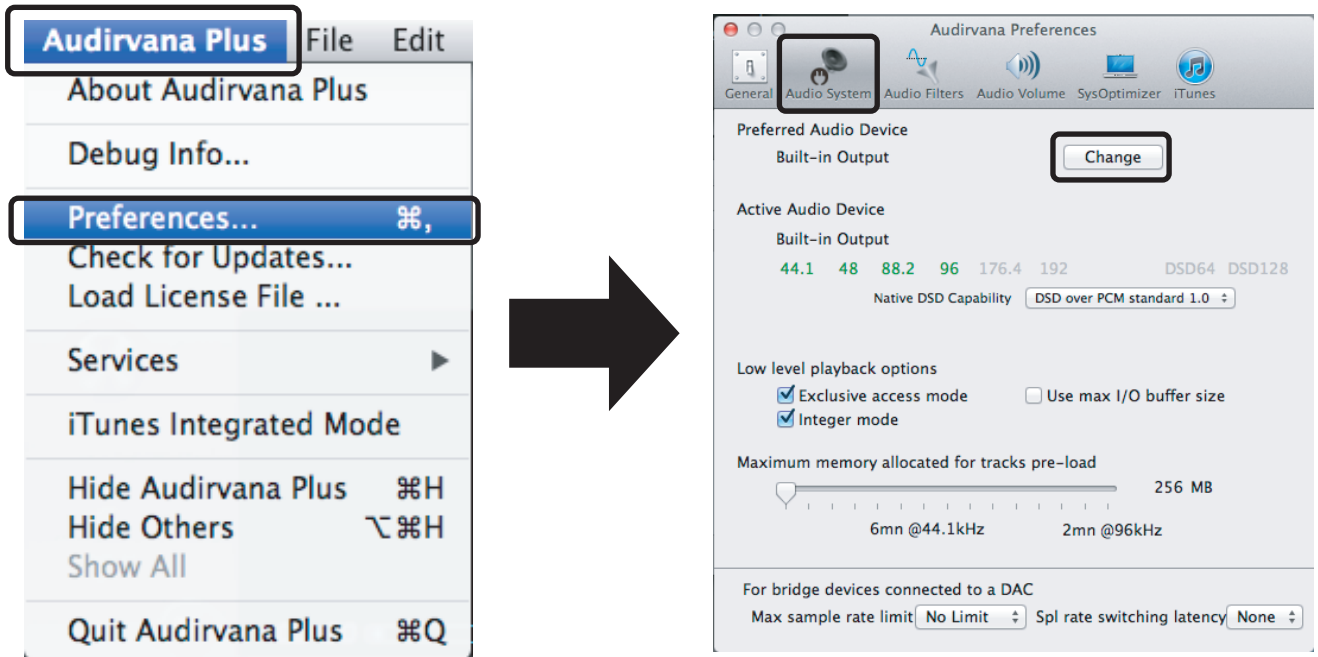 Audirvana Plus File Edit
About Audirvana Plus
Debug Info...
Preferences... ⌘,
Check for Updates...
Load License File ...
Services ▶
iTunes Integrated Mode
Hide Audirvana Plus ⌘H
Hide Others ⌥⌘H
Show All
Quit Audirvana Plus ⌘Q
Audirvana Preferences
General Audio System Audio Filters Audio Volume SysOptimizer iTunes
Preferred Audio Device
Built-in Output Change
Active Audio Device
Built-in Output
44.1 48 88.2 96 176.4 192 DSD64 DSD128
Native DSD Capability DSD over PCM standard 1.0
Low level playback options
Exclusive access mode Use max I/O buffer size
Integer mode
Maximum memory allocated for tracks pre-load
256 MB
6mn @44.1kHz 2mn @96kHz
For bridge devices connected to a DAC
Max sample rate limit No Limit Spl rate switching latency None